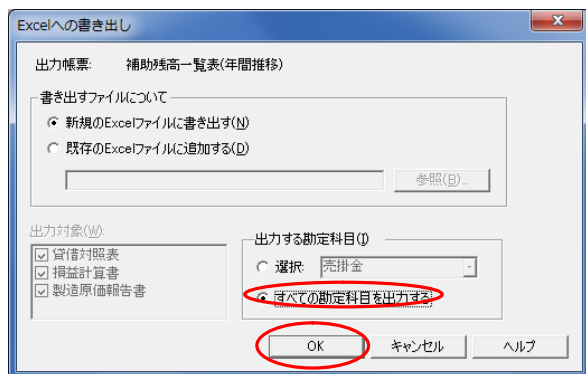 Excelへの書き出し
出力帳票: 補助残高一覧表(年間推移)
書き出すファイルについて
新規のExcelファイルに書き出す(N)
既存のExcelファイルに追加する(D)
参照(B)...
出力対象(W):
貸借対照表
損益計算書
製造原価報告書
出力する勘定科目(I)
選択: 売掛金
すべての勘定科目を出力する
OK キャンセル ヘルプ